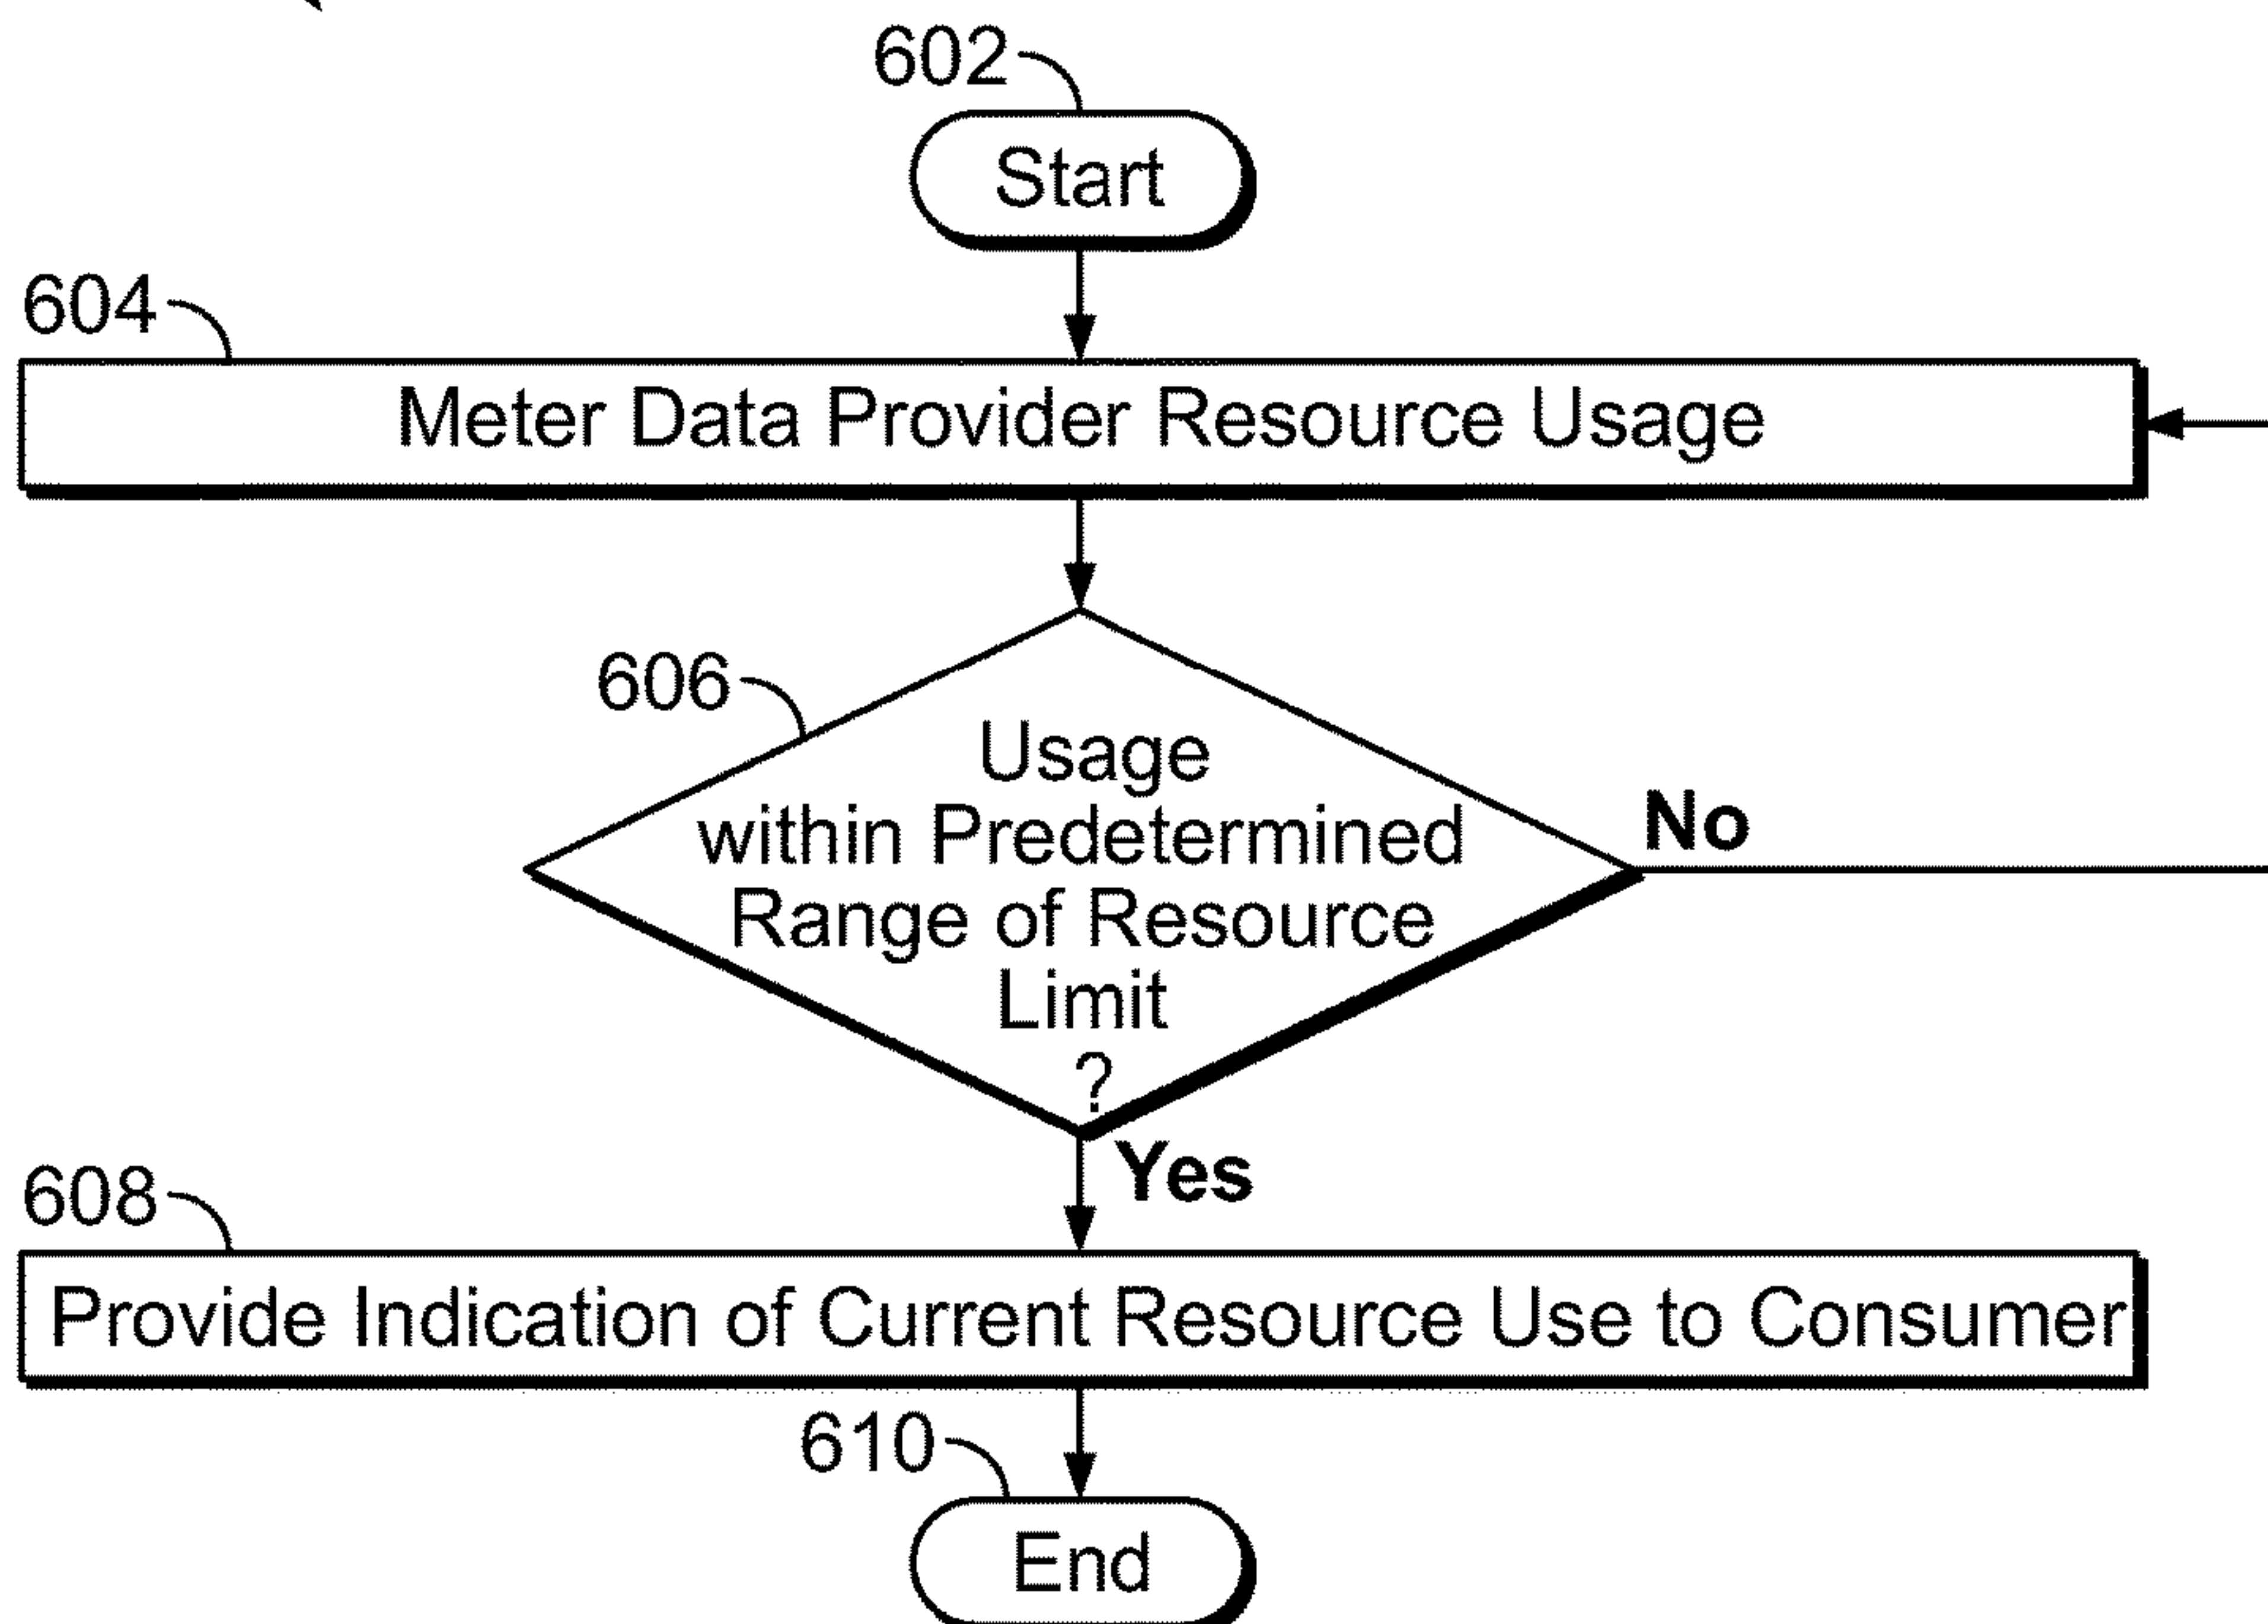 602
Start
604
Meter Data Provider Resource Usage
606
Usage
within Predetermined
Range of Resource
Limit
?
No
Yes
608
Provide Indication of Current Resource Use to Consumer
610
End